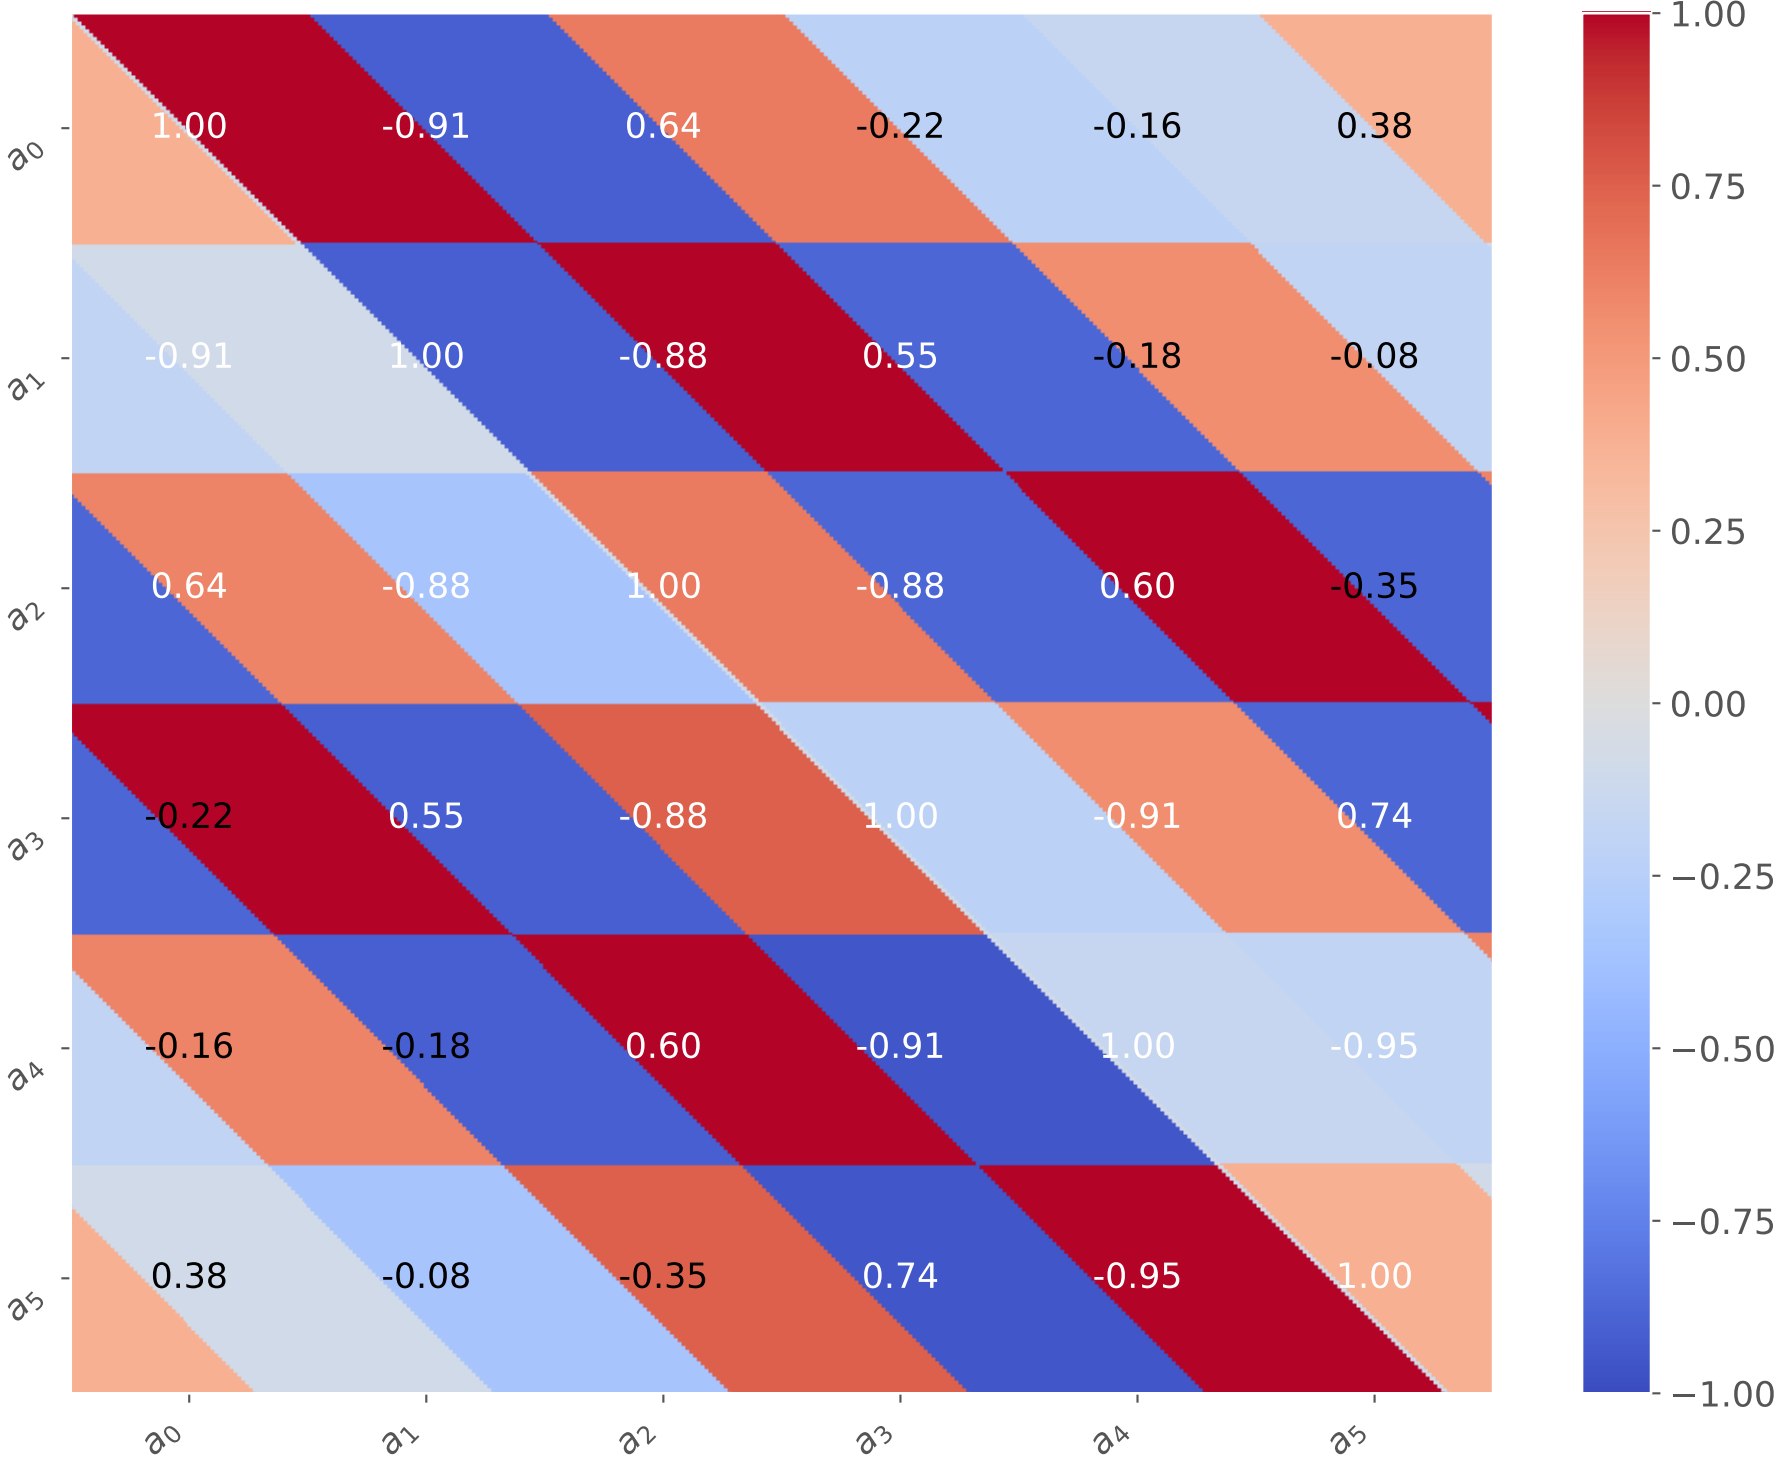 1.00
a0 1.00 -0.91 0.64 -0.22 -0.16 0.38
0.75
a1 -0.91 1.00 -0.88 0.55 -0.18 -0.08
0.50
0.25
a2 0.64 -0.88 1.00 -0.88 0.60 -0.35
0.00
a3 -0.22 0.55 -0.88 1.00 -0.91 0.74
−0.25
a4 -0.16 -0.18 0.60 -0.91 1.00 -0.95
−0.50
−0.75
a5 0.38 -0.08 -0.35 0.74 -0.95 1.00
−1.00
a0 a1 a2 a3 a4 a5